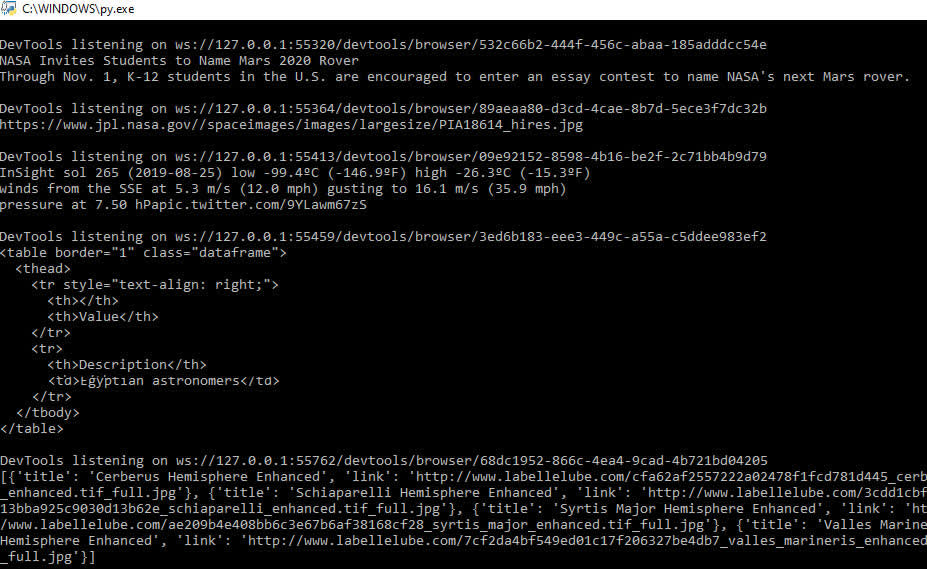 C:\WINDOWS\py.exe
DevTools listening on ws://127.0.0.1:55320/devtools/browser/532c66b2-444f-456c-abaa-185adddcc54e
NASA Invites Students to Name Mars 2020 Rover
Through Nov. 1, K-12 students in the U.S. are encouraged to enter an essay contest to name NASA's next Mars rover.
DevTools listening on ws://127.0.0.1:55364/devtools/browser/89aeaa80-d3cd-4cae-8b7d-5ece3f7dc32b
https://www.jpl.nasa.gov//spaceimages/images/largesize/PIA18614_hires.jpg
DevTools listening on ws://127.0.0.1:55413/devtools/browser/09e92152-8598-4b16-be2f-2c71bb4b9d79
InSight sol 265 (2019-08-25) low -99.4ºC (-146.9ºF) high -26.3ºC (-15.3ºF)
winds from the SSE at 5.3 m/s (12.0 mph) gusting to 16.1 m/s (35.9 mph)
pressure at 7.50 hPapic.twitter.com/9YLawm67zS
DevTools listening on ws://127.0.0.1:55459/devtools/browser/3ed6b183-eee3-449c-a55a-c5ddee983ef2
<table border="1" class="dataframe">
  <thead>
    <tr style="text-align: right;">
      <th></th>
      <th>Value</th>
    </tr>
    <tr>
      <th>Description</th>
      <td>Egyptian astronomers</td>
    </tr>
  </tbody>
</table>
DevTools listening on ws://127.0.0.1:55762/devtools/browser/68dc1952-866c-4ea4-9cad-4b721bd04205
[{'title': 'Cerberus Hemisphere Enhanced', 'link': 'http://www.labellelube.com/cfa62af2557222a02478f1fcd781d445_cerb
_enhanced.tif_full.jpg'}, {'title': 'Schiaparelli Hemisphere Enhanced', 'link': 'http://www.labellelube.com/3cdd1cbf
13bba925c9030d13b62e_schiaparelli_enhanced.tif_full.jpg'}, {'title': 'Syrtis Major Hemisphere Enhanced', 'link': 'ht
/www.labellelube.com/ae209b4e408bb6c3e67b6af38168cf28_syrtis_major_enhanced.tif_full.jpg'}, {'title': 'Valles Marine
Hemisphere Enhanced', 'link': 'http://www.labellelube.com/7cf2da4bf549ed01c17f206327be4db7_valles_marineris_enhanced
_full.jpg'}]